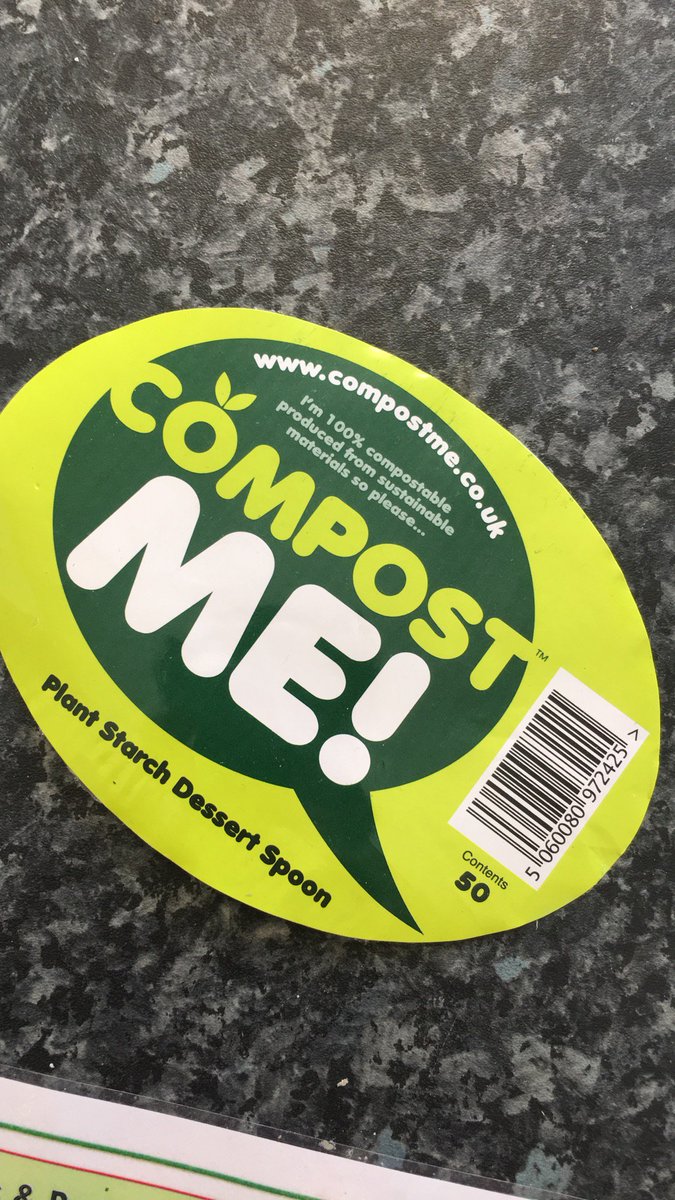 www.compostme.co.uk
I'm 100% compostable
produced from sustainable
materials so please...
COMPOST
ME!
TM
Plant Starch Dessert Spoon
Contents
50
5 060080 972425 >
&